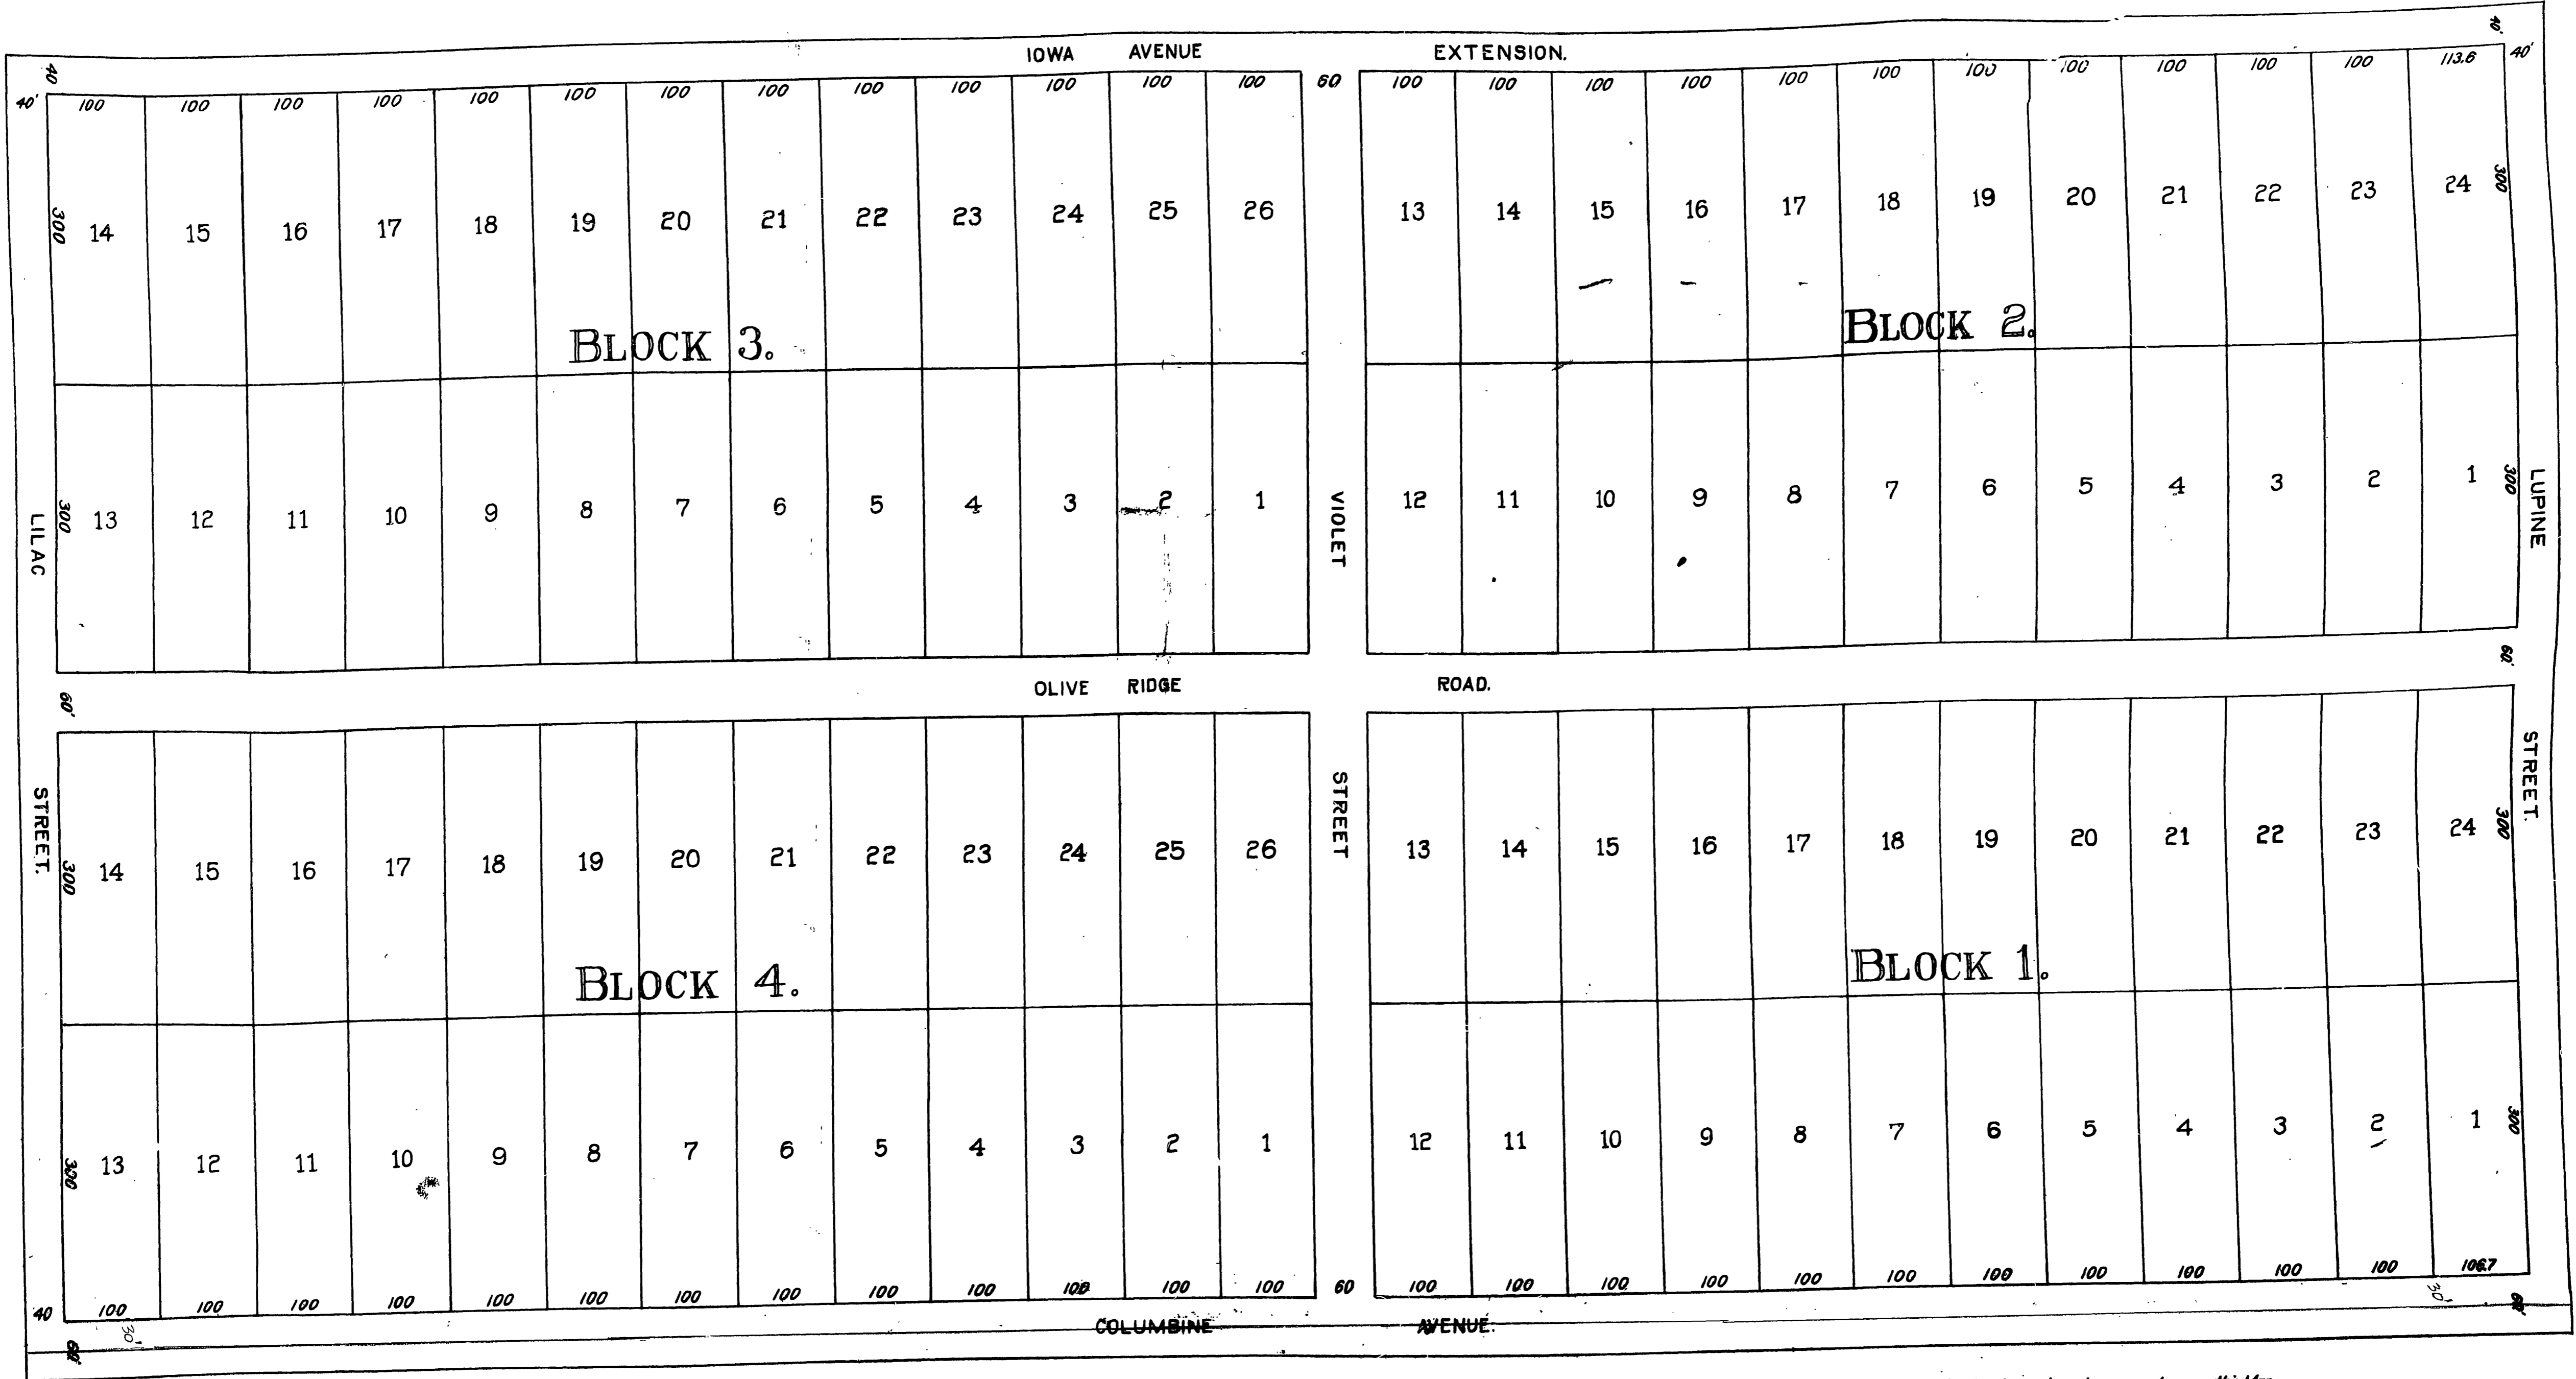 IOWA AVENUE EXTENSION.
40' 40'
40' 100 100 100 100 100 100 100 100 100 100 100 100 100 60 100 100 100 100 100 100 100 100 100 100 100 113.6 40'
300 14 15 16 17 18 19 20 21 22 23 24 25 26 13 14 15 16 17 18 19 20 21 22 23 24 300
BLOCK 3. BLOCK 2.
LILAC 300 13 12 11 10 9 8 7 6 5 4 3 2 1 VIOLET 12 11 10 9 8 7 6 5 4 3 2 1 300 LUPINE
60' OLIVE RIDGE ROAD. 60'
STREET. STREET STREET.
300 14 15 16 17 18 19 20 21 22 23 24 25 26 13 14 15 16 17 18 19 20 21 22 23 24 300
BLOCK 4. BLOCK 1.
300 13 12 11 10 9 8 7 6 5 4 3 2 1 12 11 10 9 8 7 6 5 4 3 2 1 300
40 100 100 100 100 100 100 100 100 100 100 100 100 100 60 100 100 100 100 100 100 100 100 100 100 100 106.7
30' 30'
60' COLUMBINE AVENUE. 60'